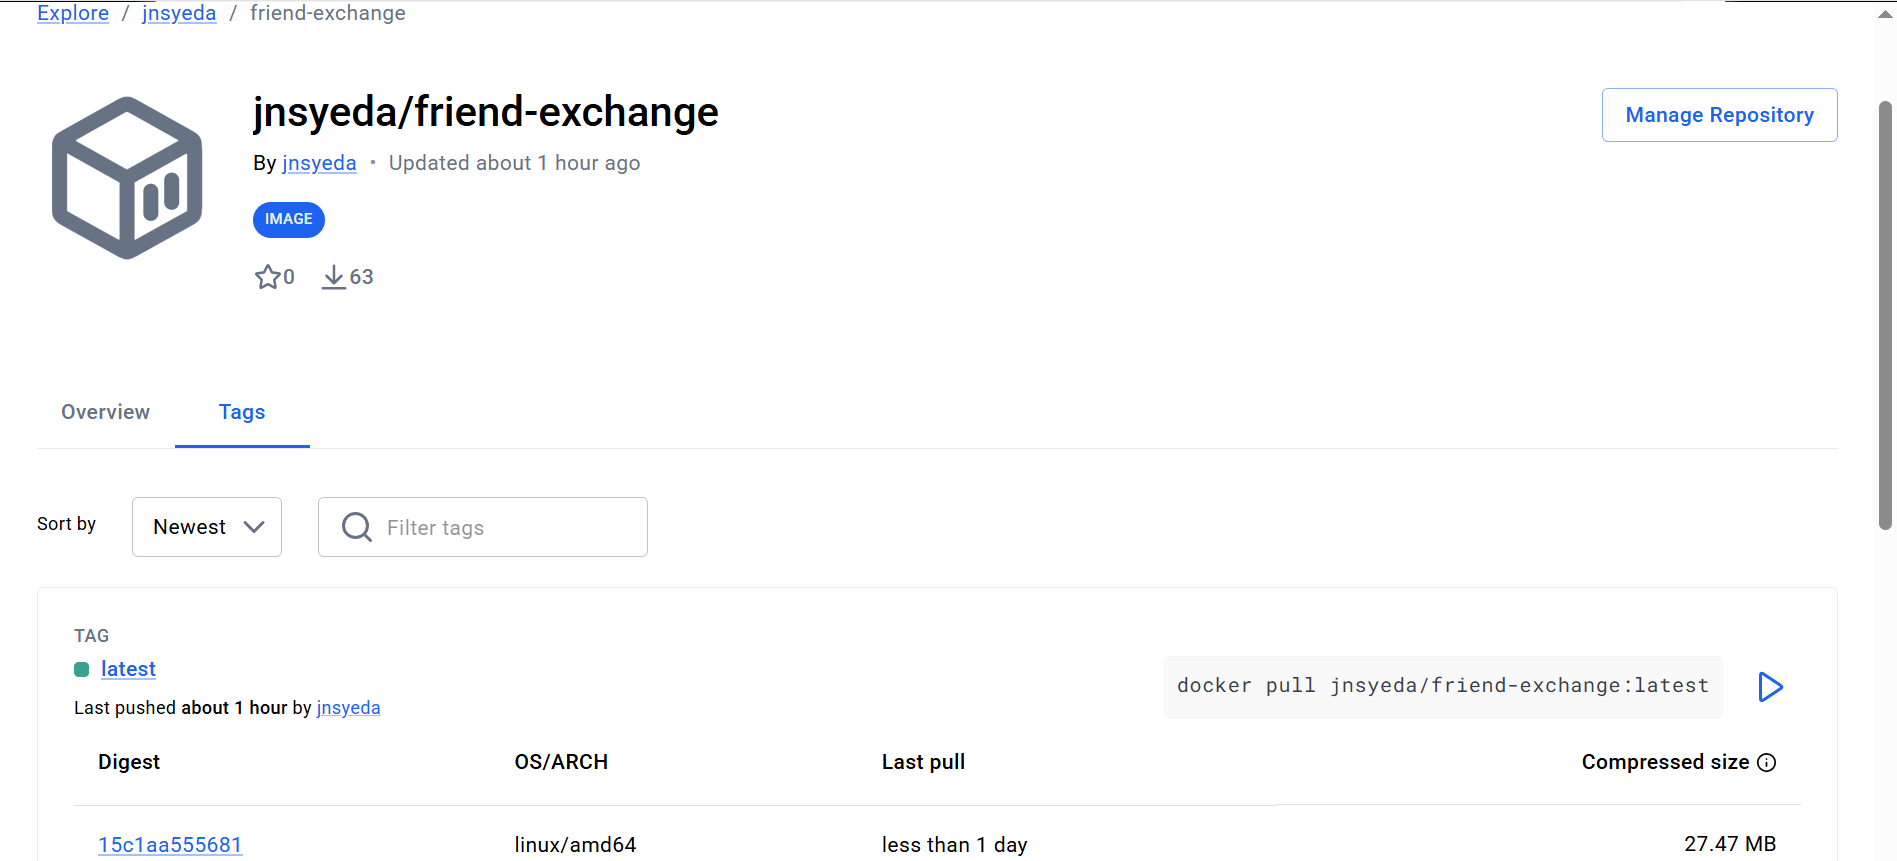 Explore / jnsyeda / friend-exchange
jnsyeda/friend-exchange
Manage Repository
By jnsyeda • Updated about 1 hour ago
IMAGE
0 63
Overview Tags
Sort by Newest Filter tags
TAG
latest
docker pull jnsyeda/friend-exchange:latest
Last pushed about 1 hour by jnsyeda
Digest OS/ARCH Last pull Compressed size
15c1aa555681 linux/amd64 less than 1 day 27.47 MB